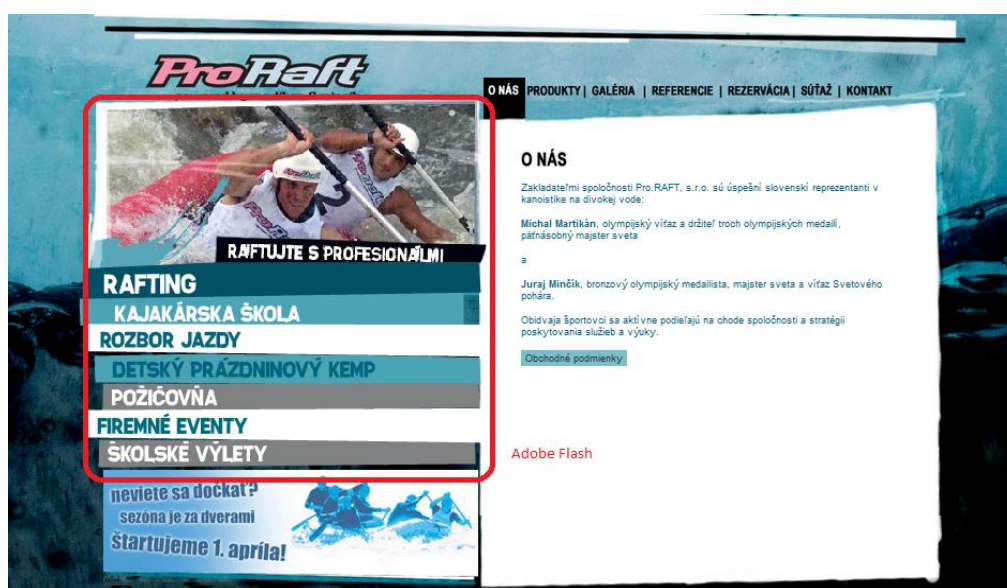 ProRaft
O NÁS PRODUKTY | GALÉRIA | REFERENCIE | REZERVÁCIA | SÚŤAŽ | KONTAKT
RAFTUJTE S PROFESIONÁLMI
RAFTING
KAJAKÁRSKA ŠKOLA
ROZBOR JAZDY
DETSKÝ PRÁZDNINOVÝ KEMP
POŽIČOVŇA
FIREMNÉ EVENTY
ŠKOLSKÉ VÝLETY
neviete sa dočkať?
sezóna je za dverami
štartujeme 1. apríla!
O NÁS
Zakladateľmi spoločnosti Pro.RAFT, s.r.o. sú úspešní slovenskí reprezentanti v
kanoistike na divokej vode:
Michal Martikán, olympijský víťaz a držiteľ troch olympijských medailí,
päťnásobný majster sveta
a
Juraj Minčík, bronzový olympijský medailista, majster sveta a víťaz Svetového
pohára.
Obidvaja športovci sa aktívne podieľajú na chode spoločnosti a stratégii
poskytovania služieb a výuky.
Obchodné podmienky
Adobe Flash